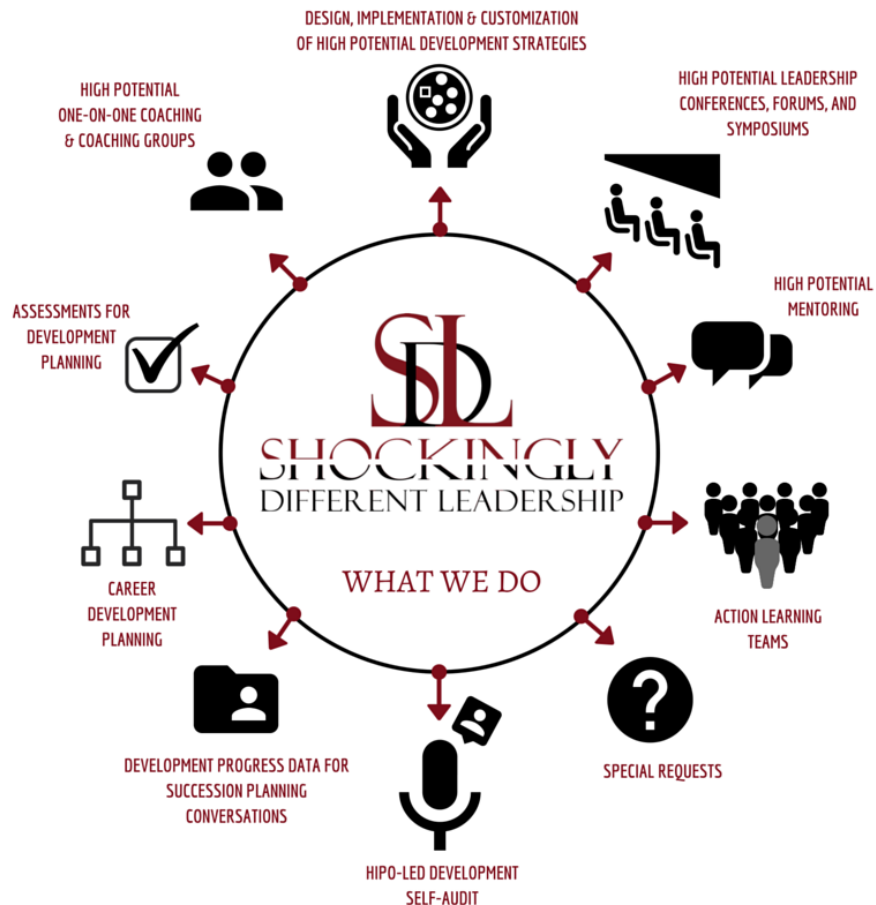 DESIGN, IMPLEMENTATION & CUSTOMIZATION
OF HIGH POTENTIAL DEVELOPMENT STRATEGIES
HIGH POTENTIAL LEADERSHIP
CONFERENCES, FORUMS, AND
SYMPOSIUMS
HIGH POTENTIAL
MENTORING
ACTION LEARNING
TEAMS
SPECIAL REQUESTS
HIPO-LED DEVELOPMENT
SELF-AUDIT
DEVELOPMENT PROGRESS DATA FOR
SUCCESSION PLANNING
CONVERSATIONS
CAREER
DEVELOPMENT
PLANNING
ASSESSMENTS FOR
DEVELOPMENT
PLANNING
HIGH POTENTIAL
ONE-ON-ONE COACHING
& COACHING GROUPS
SDL
SHOCKINGLY
DIFFERENT LEADERSHIP
WHAT WE DO
?